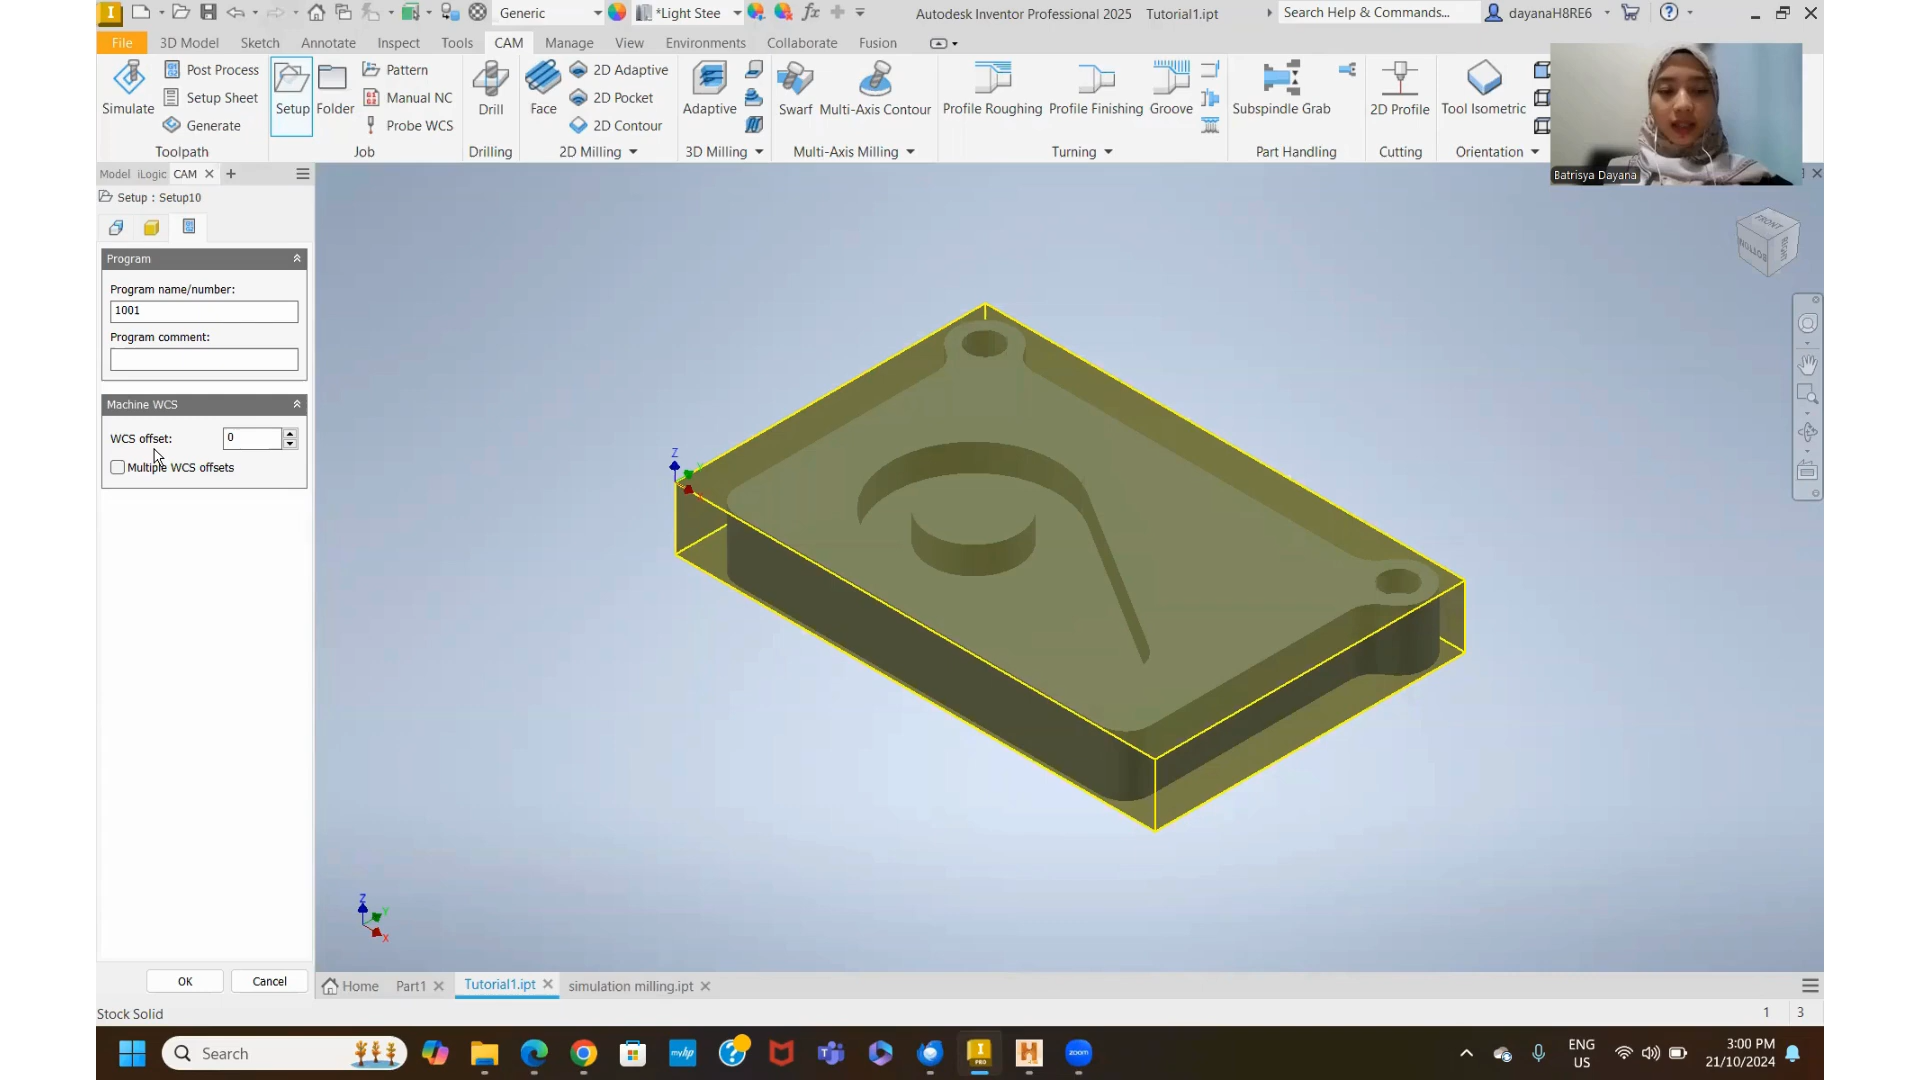 Generic
*Light Stee
Autodesk Inventor Professional 2025 Tutorial1.ipt
Search Help & Commands...
dayanaH8RE6
File 3D Model Sketch Annotate Inspect Tools CAM Manage View Environments Collaborate Fusion
Simulate
Post Process
Setup Sheet
Generate
Toolpath
Setup
Folder
Pattern
Manual NC
Probe WCS
Job
Drill
Drilling
Face
2D Adaptive
2D Pocket
2D Contour
2D Milling
Adaptive
3D Milling
Swarf
Multi-Axis Contour
Multi-Axis Milling
Profile Roughing
Profile Finishing
Groove
Turning
Subspindle Grab
Part Handling
2D Profile
Cutting
Tool Isometric
Orientation
Batrisya Dayana
Model iLogic CAM
Setup : Setup10
Program
Program name/number:
1001
Program comment:
Machine WCS
WCS offset: 0
Multiple WCS offsets
OK Cancel
FRONT
BOTTOM
RIGHT
Z
Z
Y
X
Home Part1 Tutorial1.ipt simulation milling.ipt
Stock Solid
1 3
Search
myhp
PRO
zoom
ENG
US
3:00 PM
21/10/2024